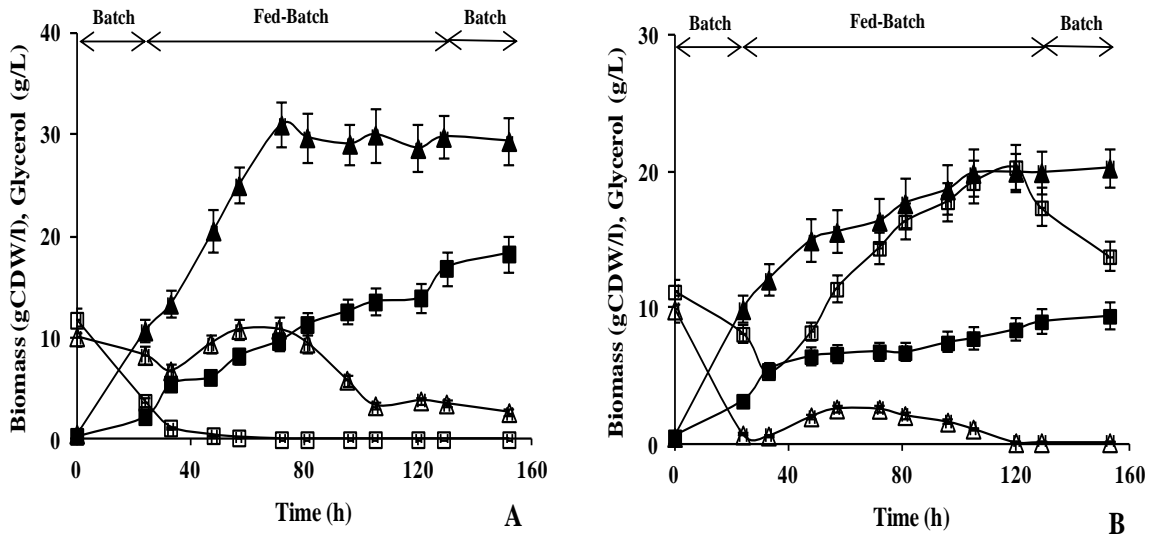 Batch Fed-Batch Batch
40
30
20
10
0
0 40 80 120 160
Biomass (gCDW/l), Glycerol (g/L)
Time (h)
A
Batch Fed-Batch Batch
30
20
10
0
0 40 80 120 160
Biomass (gCDW/l), Glycerol (g/L)
Time (h)
B